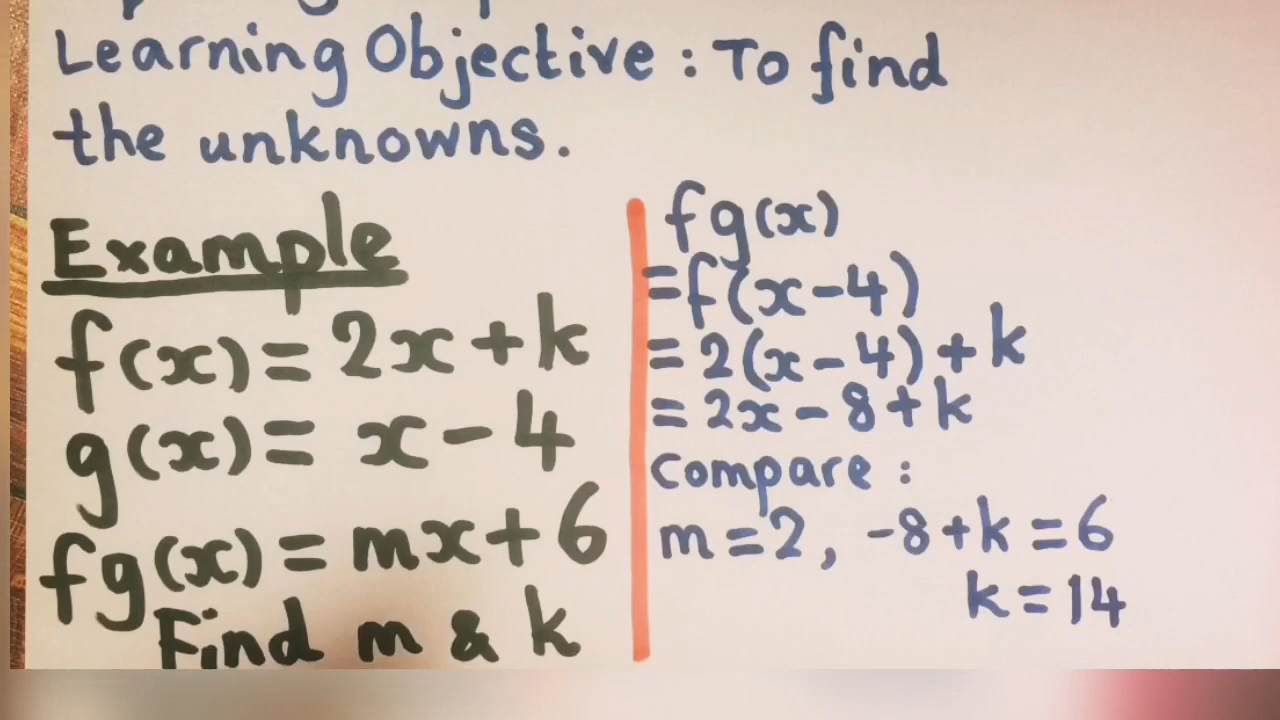 Learning Objective : To find
the unknowns.
Example
f(x) = 2x + k
g(x) = x - 4
fg(x) = mx + 6
Find m & k
fg(x)
= f(x - 4)
= 2(x - 4) + k
= 2x - 8 + k
Compare :
m = 2, -8 + k = 6
k = 14